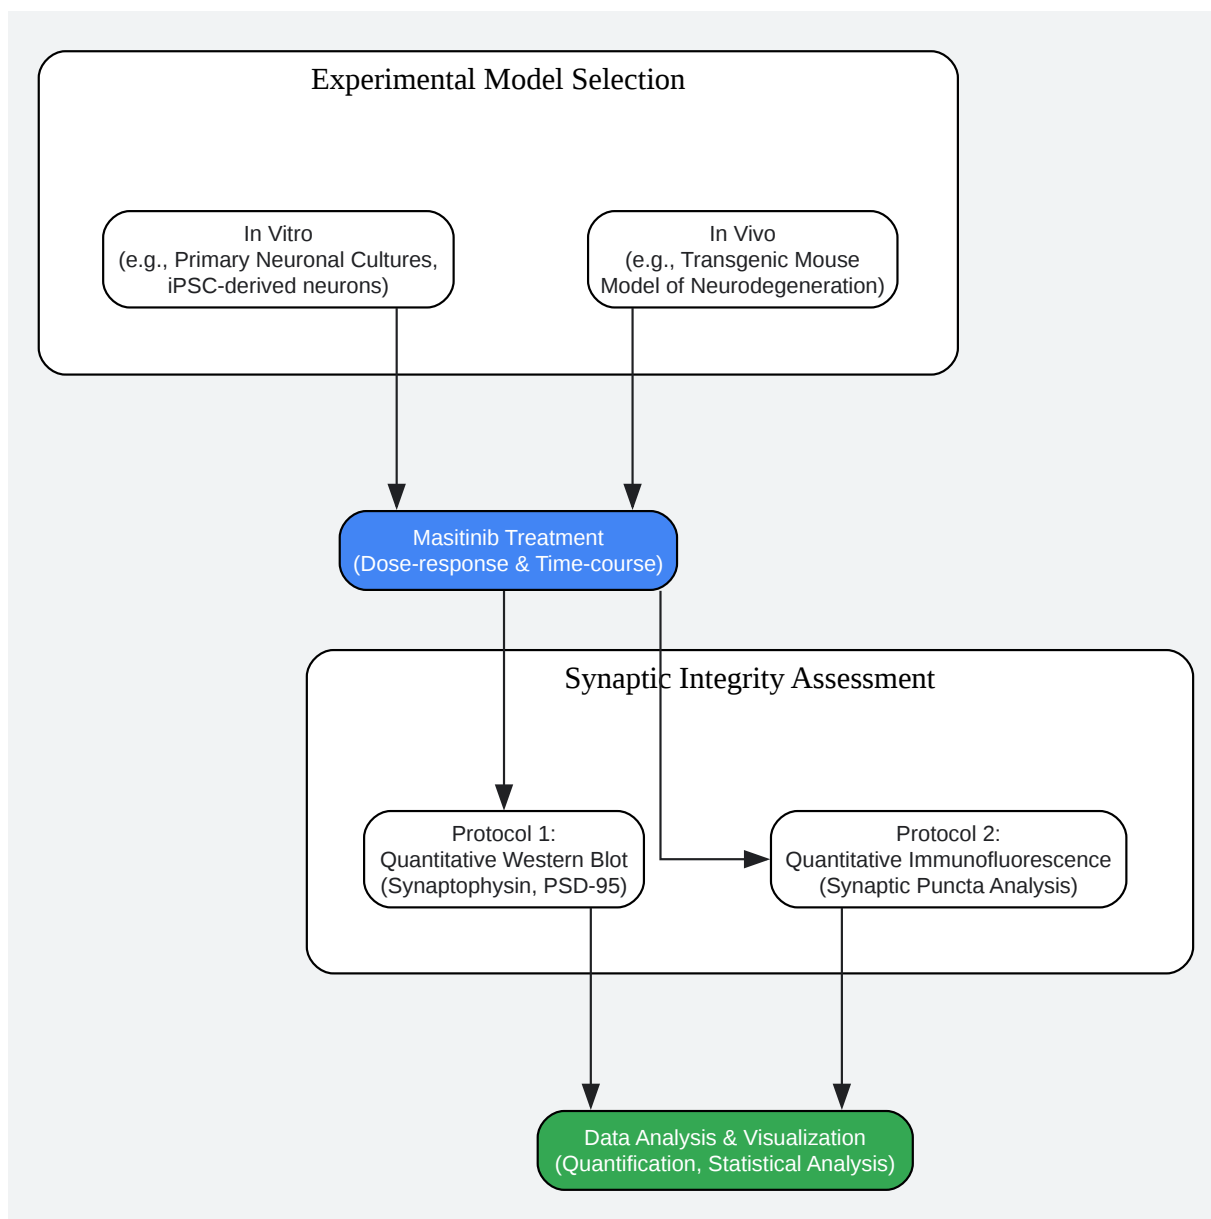 Experimental Model Selection
In Vitro
(e.g., Primary Neuronal Cultures,
iPSC-derived neurons)
In Vivo
(e.g., Transgenic Mouse
Model of Neurodegeneration)
Masitinib Treatment
(Dose-response & Time-course)
Synaptic Integrity Assessment
Protocol 1:
Quantitative Western Blot
(Synaptophysin, PSD-95)
Protocol 2:
Quantitative Immunofluorescence
(Synaptic Puncta Analysis)
Data Analysis & Visualization
(Quantification, Statistical Analysis)